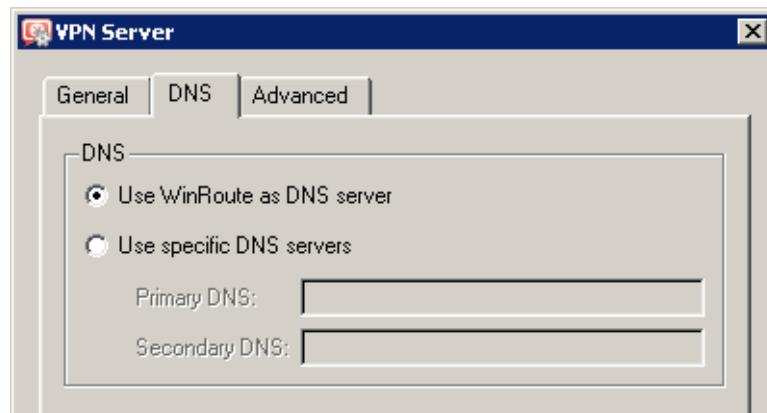 VPN Server
General DNS Advanced
DNS
Use WinRoute as DNS server
Use specific DNS servers
Primary DNS:
Secondary DNS: